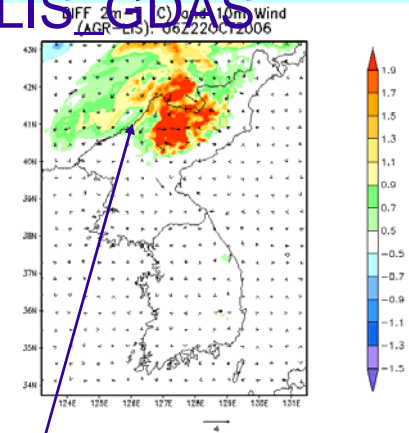 LIS_GDAS
DIFF 2m (C) and 10m Wind
(AGR-LIS): 06Z22OCT2006
43N
42N
41N
40N
39N
38N
37N
36N
35N
34N
124E 125E 126E 127E 128E 129E 130E 131E
4
1.9
1.7
1.5
1.3
1.1
0.9
0.7
0.5
-0.5
-0.7
-0.9
-1.1
-1.3
-1.5